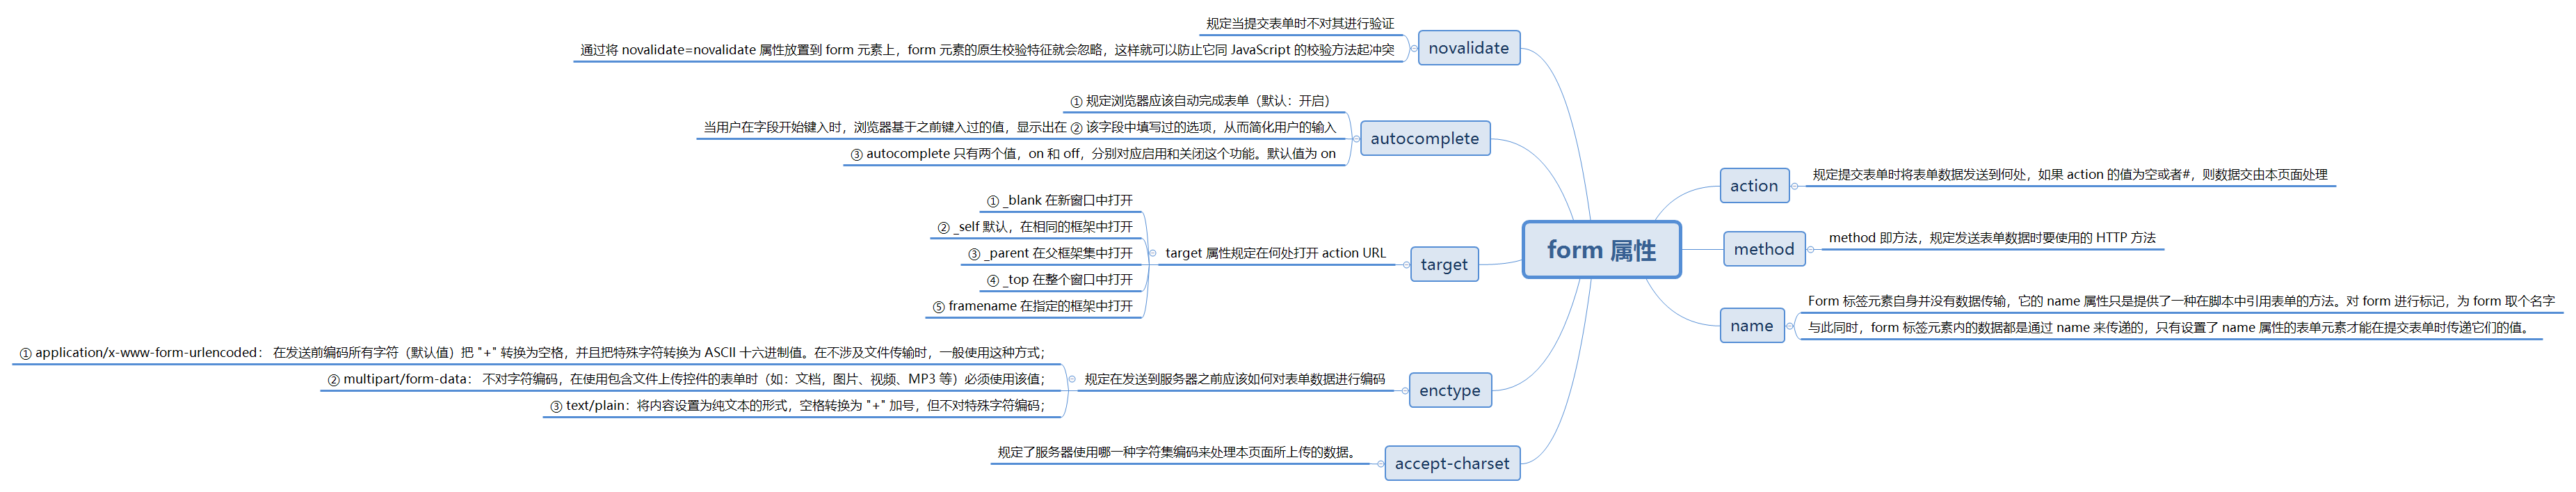 form 属性
action
规定提交表单时将表单数据发送到何处，如果 action 的值为空或者#，则数据交由本页面处理
method
method 即方法，规定发送表单数据时要使用的 HTTP 方法
name
Form 标签元素自身并没有数据传输，它的 name 属性只是提供了一种在脚本中引用表单的方法。对 form 进行标记，为 form 取个名字
与此同时，form 标签元素内的数据都是通过 name 来传递的，只有设置了 name 属性的表单元素才能在提交表单时传递它们的值。
novalidate
规定当提交表单时不对其进行验证
通过将 novalidate=novalidate 属性放置到 form 元素上，form 元素的原生校验特征就会忽略，这样就可以防止它同 JavaScript 的校验方法起冲突
autocomplete
① 规定浏览器应该自动完成表单（默认：开启）
当用户在字段开始键入时，浏览器基于之前键入过的值，显示出在 ② 该字段中填写过的选项，从而简化用户的输入
③ autocomplete 只有两个值，on 和 off，分别对应启用和关闭这个功能。默认值为 on
target
target 属性规定在何处打开 action URL
① _blank 在新窗口中打开
② _self 默认，在相同的框架中打开
③ _parent 在父框架集中打开
④ _top 在整个窗口中打开
⑤ framename 在指定的框架中打开
enctype
规定在发送到服务器之前应该如何对表单数据进行编码
① application/x-www-form-urlencoded： 在发送前编码所有字符（默认值）把 "+" 转换为空格，并且把特殊字符转换为 ASCII 十六进制值。在不涉及文件传输时，一般使用这种方式；
② multipart/form-data： 不对字符编码，在使用包含文件上传控件的表单时（如：文档，图片、视频、MP3 等）必须使用该值；
③ text/plain：将内容设置为纯文本的形式，空格转换为 "+" 加号，但不对特殊字符编码；
accept-charset
规定了服务器使用哪一种字符集编码来处理本页面所上传的数据。